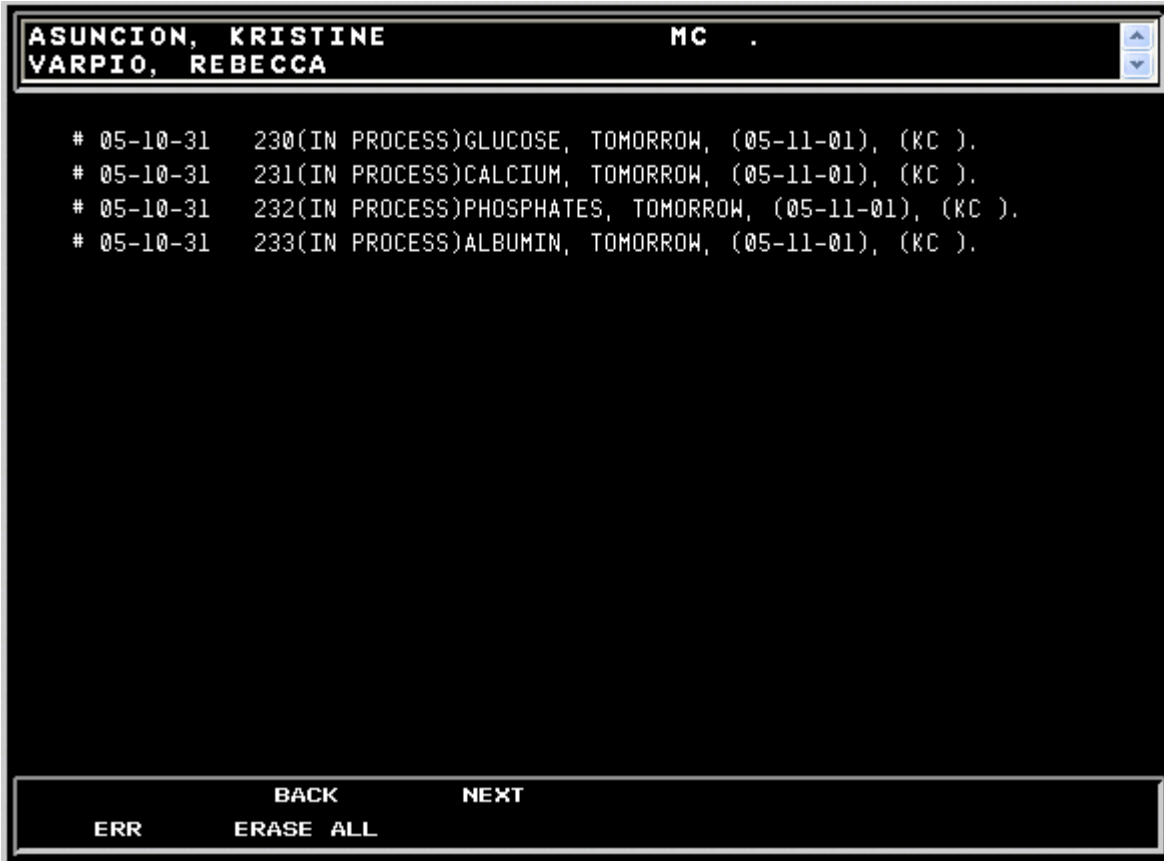 ASUNCION, KRISTINE MC .
VARPIO, REBECCA
# 05-10-31 230(IN PROCESS)GLUCOSE, TOMORROW, (05-11-01), (KC ).
# 05-10-31 231(IN PROCESS)CALCIUM, TOMORROW, (05-11-01), (KC ).
# 05-10-31 232(IN PROCESS)PHOSPHATES, TOMORROW, (05-11-01), (KC ).
# 05-10-31 233(IN PROCESS)ALBUMIN, TOMORROW, (05-11-01), (KC ).
BACK NEXT
ERR ERASE ALL